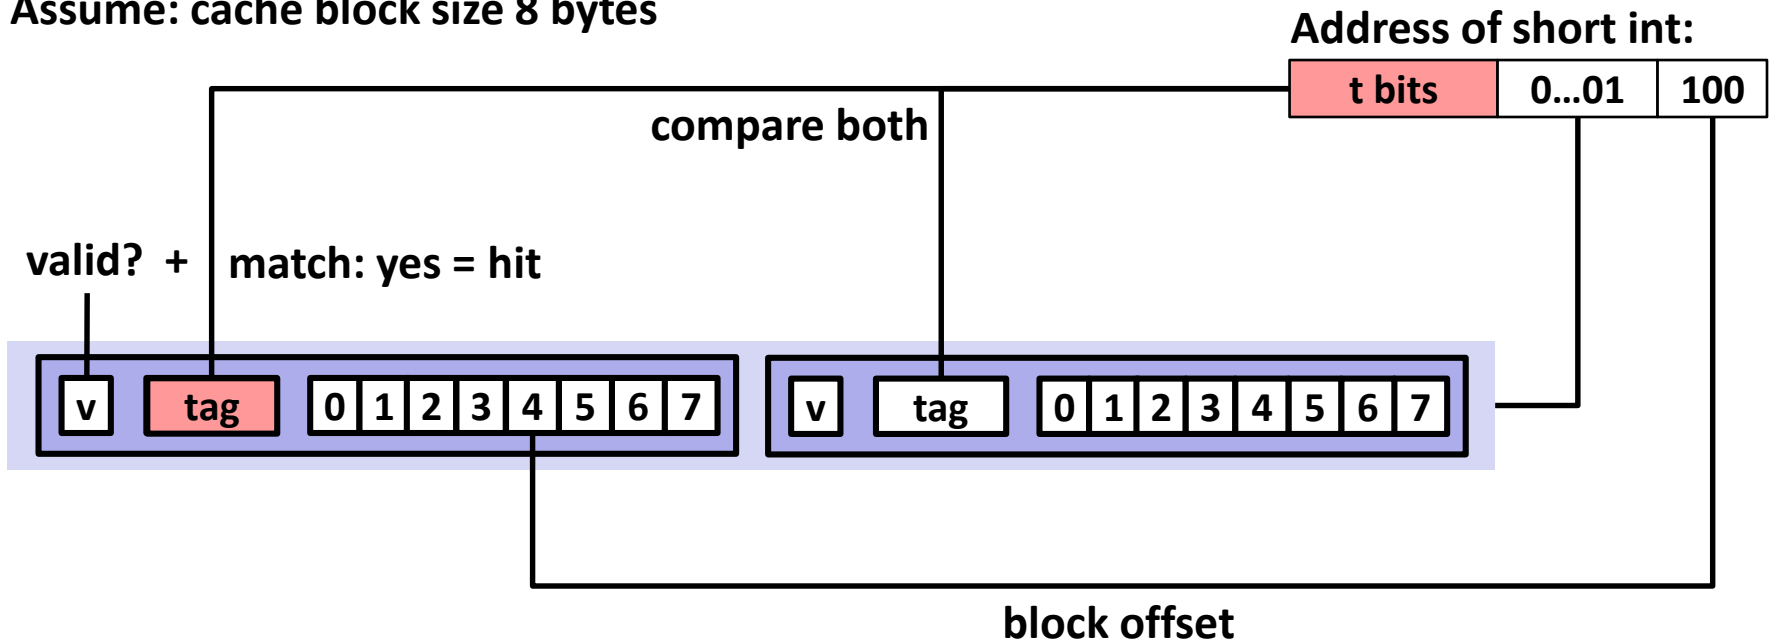 Assume: cache block size 8 bytes
Address of short int:
t bits 0...01 100
compare both
valid? + match: yes = hit
v tag 0 1 2 3 4 5 6 7 v tag 0 1 2 3 4 5 6 7
block offset